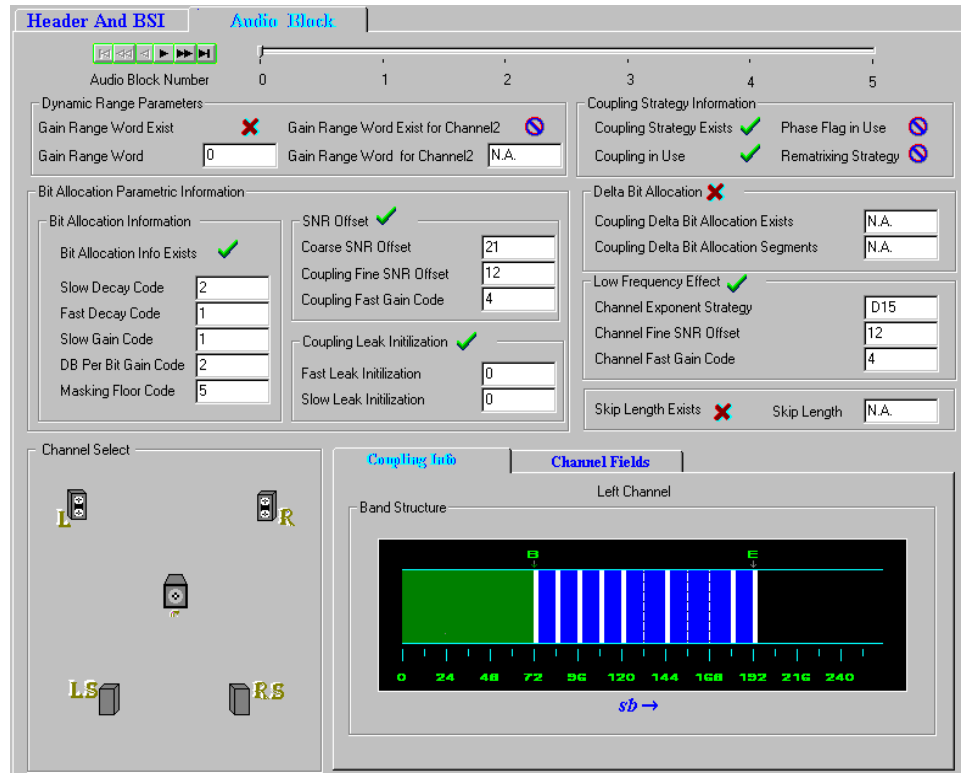 Header And BSI
Audio Block
Audio Block Number
0 1 2 3 4 5
Dynamic Range Parameters
Gain Range Word Exist
Gain Range Word Exist for Channel2
Gain Range Word 0
Gain Range Word for Channel2 N.A.
Coupling Strategy Information
Coupling Strategy Exists
Phase Flag in Use
Coupling in Use
Rematrixing Strategy
Bit Allocation Parametric Information
Bit Allocation Information
Bit Allocation Info Exists
Slow Decay Code 2
Fast Decay Code 1
Slow Gain Code 1
DB Per Bit Gain Code 2
Masking Floor Code 5
SNR Offset
Coarse SNR Offset 21
Coupling Fine SNR Offset 12
Coupling Fast Gain Code 4
Coupling Leak Initilization
Fast Leak Initilization 0
Slow Leak Initilization 0
Delta Bit Allocation
Coupling Delta Bit Allocation Exists N.A.
Coupling Delta Bit Allocation Segments N.A.
Low Frequency Effect
Channel Exponent Strategy D15
Channel Fine SNR Offset 12
Channel Fast Gain Code 4
Skip Length Exists
Skip Length N.A.
Channel Select
L
R
LS
RS
Coupling Info
Channel Fields
Left Channel
Band Structure
B E
0 24 48 72 96 120 144 168 192 216 240
sb→